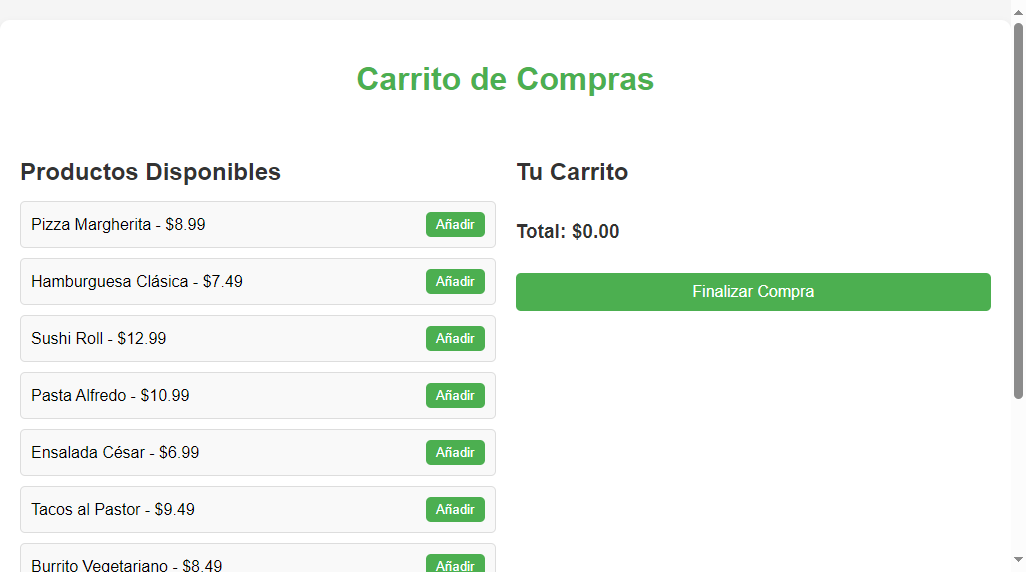 Carrito de Compras
Productos Disponibles
Pizza Margherita - $8.99
Añadir
Hamburguesa Clásica - $7.49
Añadir
Sushi Roll - $12.99
Añadir
Pasta Alfredo - $10.99
Añadir
Ensalada César - $6.99
Añadir
Tacos al Pastor - $9.49
Añadir
Burrito Vegetariano - $8.49
Añadir
Tu Carrito
Total: $0.00
Finalizar Compra